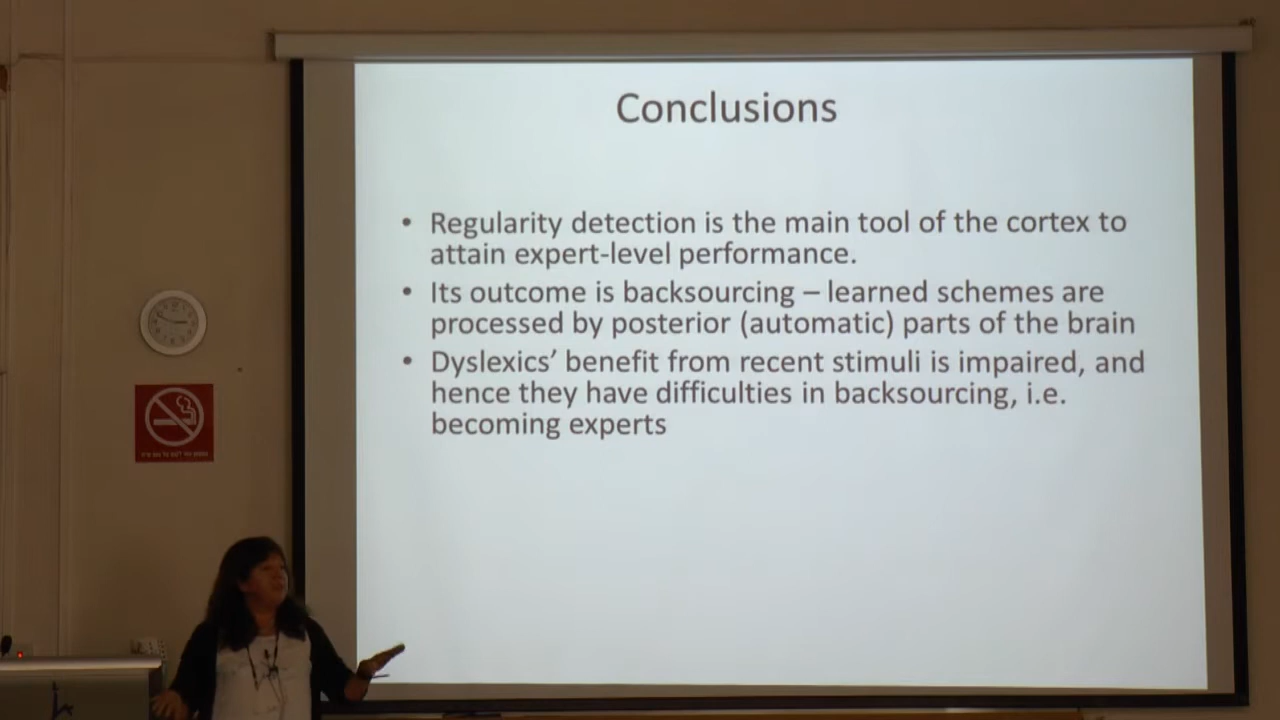 Conclusions
• Regularity detection is the main tool of the cortex to
attain expert-level performance.
• Its outcome is backsourcing – learned schemes are
processed by posterior (automatic) parts of the brain
• Dyslexics’ benefit from recent stimuli is impaired, and
hence they have difficulties in backsourcing, i.e.
becoming experts